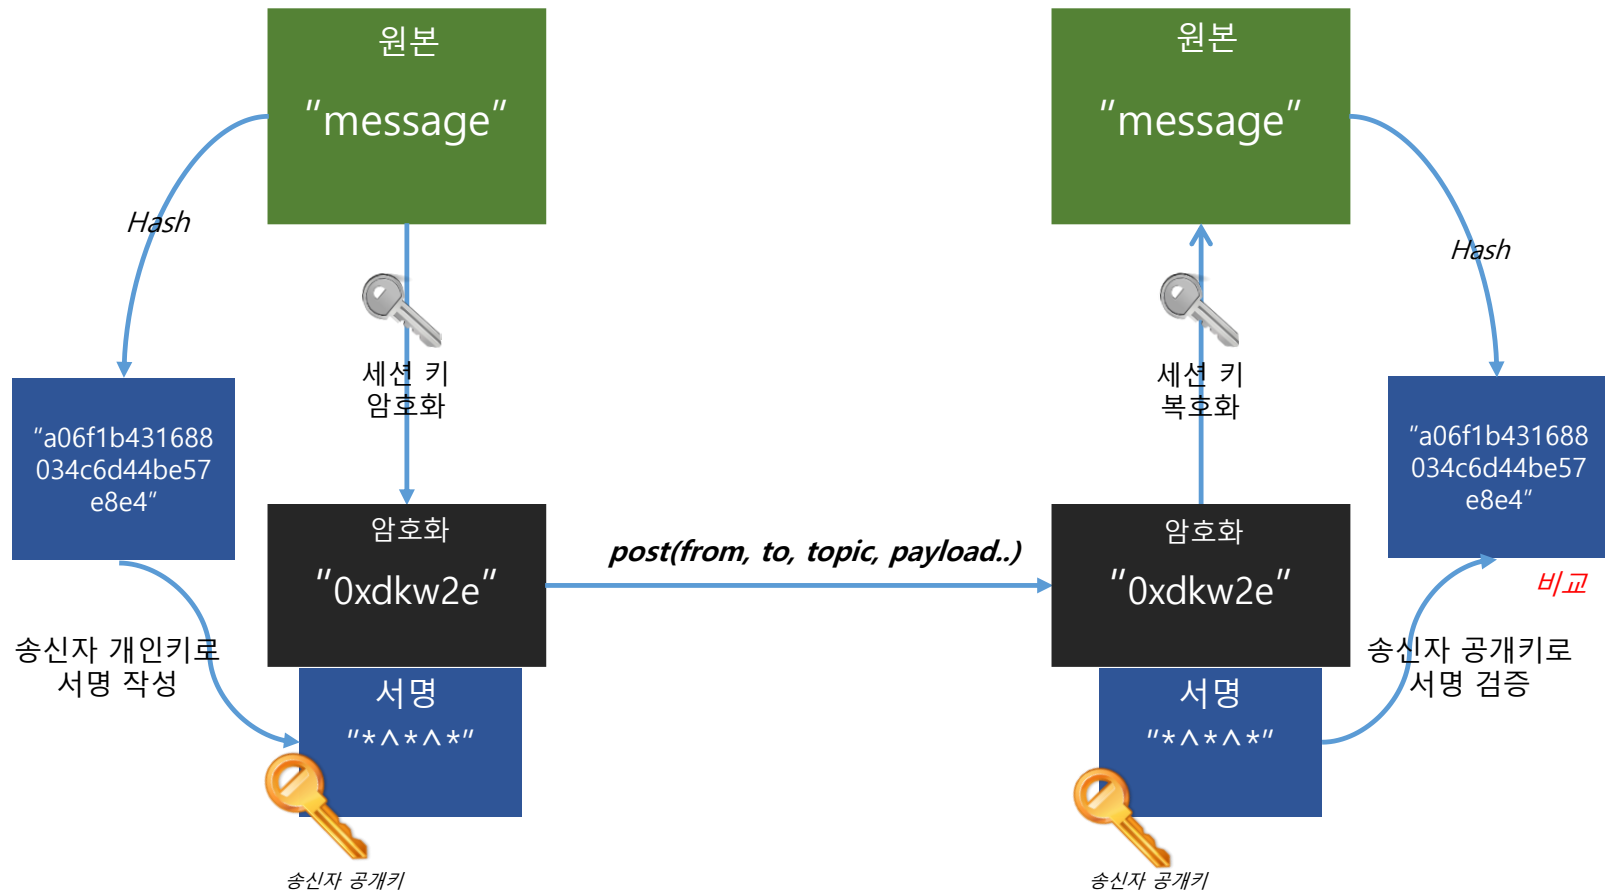 원본
“message”
Hash
세션 키
암호화
“a06f1b431688
034c6d44be57
e8e4”
암호화
“0xdkw2e”
송신자 개인키로
서명 작성
서명
“*^*^*”
송신자 공개키
post(from, to, topic, payload..)
원본
“message”
Hash
세션 키
복호화
“a06f1b431688
034c6d44be57
e8e4”
비교
암호화
“0xdkw2e”
송신자 공개키로
서명 검증
서명
“*^*^*”
송신자 공개키